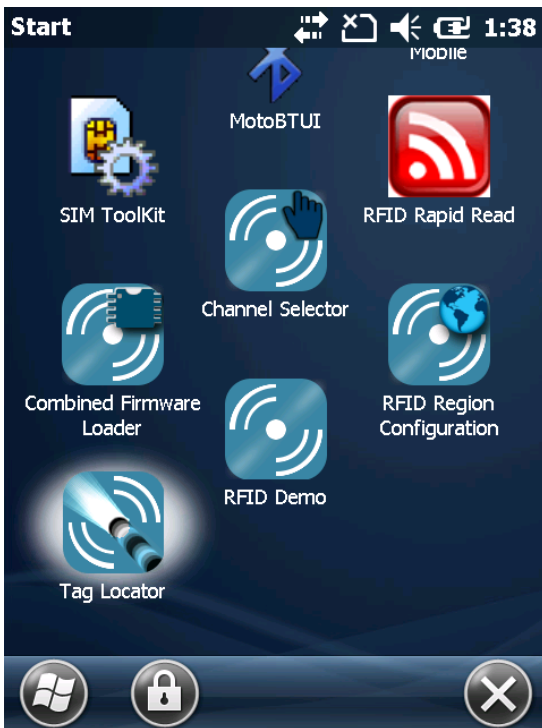 Start 1:38
Mobile
MotoBTUI
SIM ToolKit
RFID Rapid Read
Channel Selector
Combined Firmware
Loader
RFID Region
Configuration
RFID Demo
Tag Locator